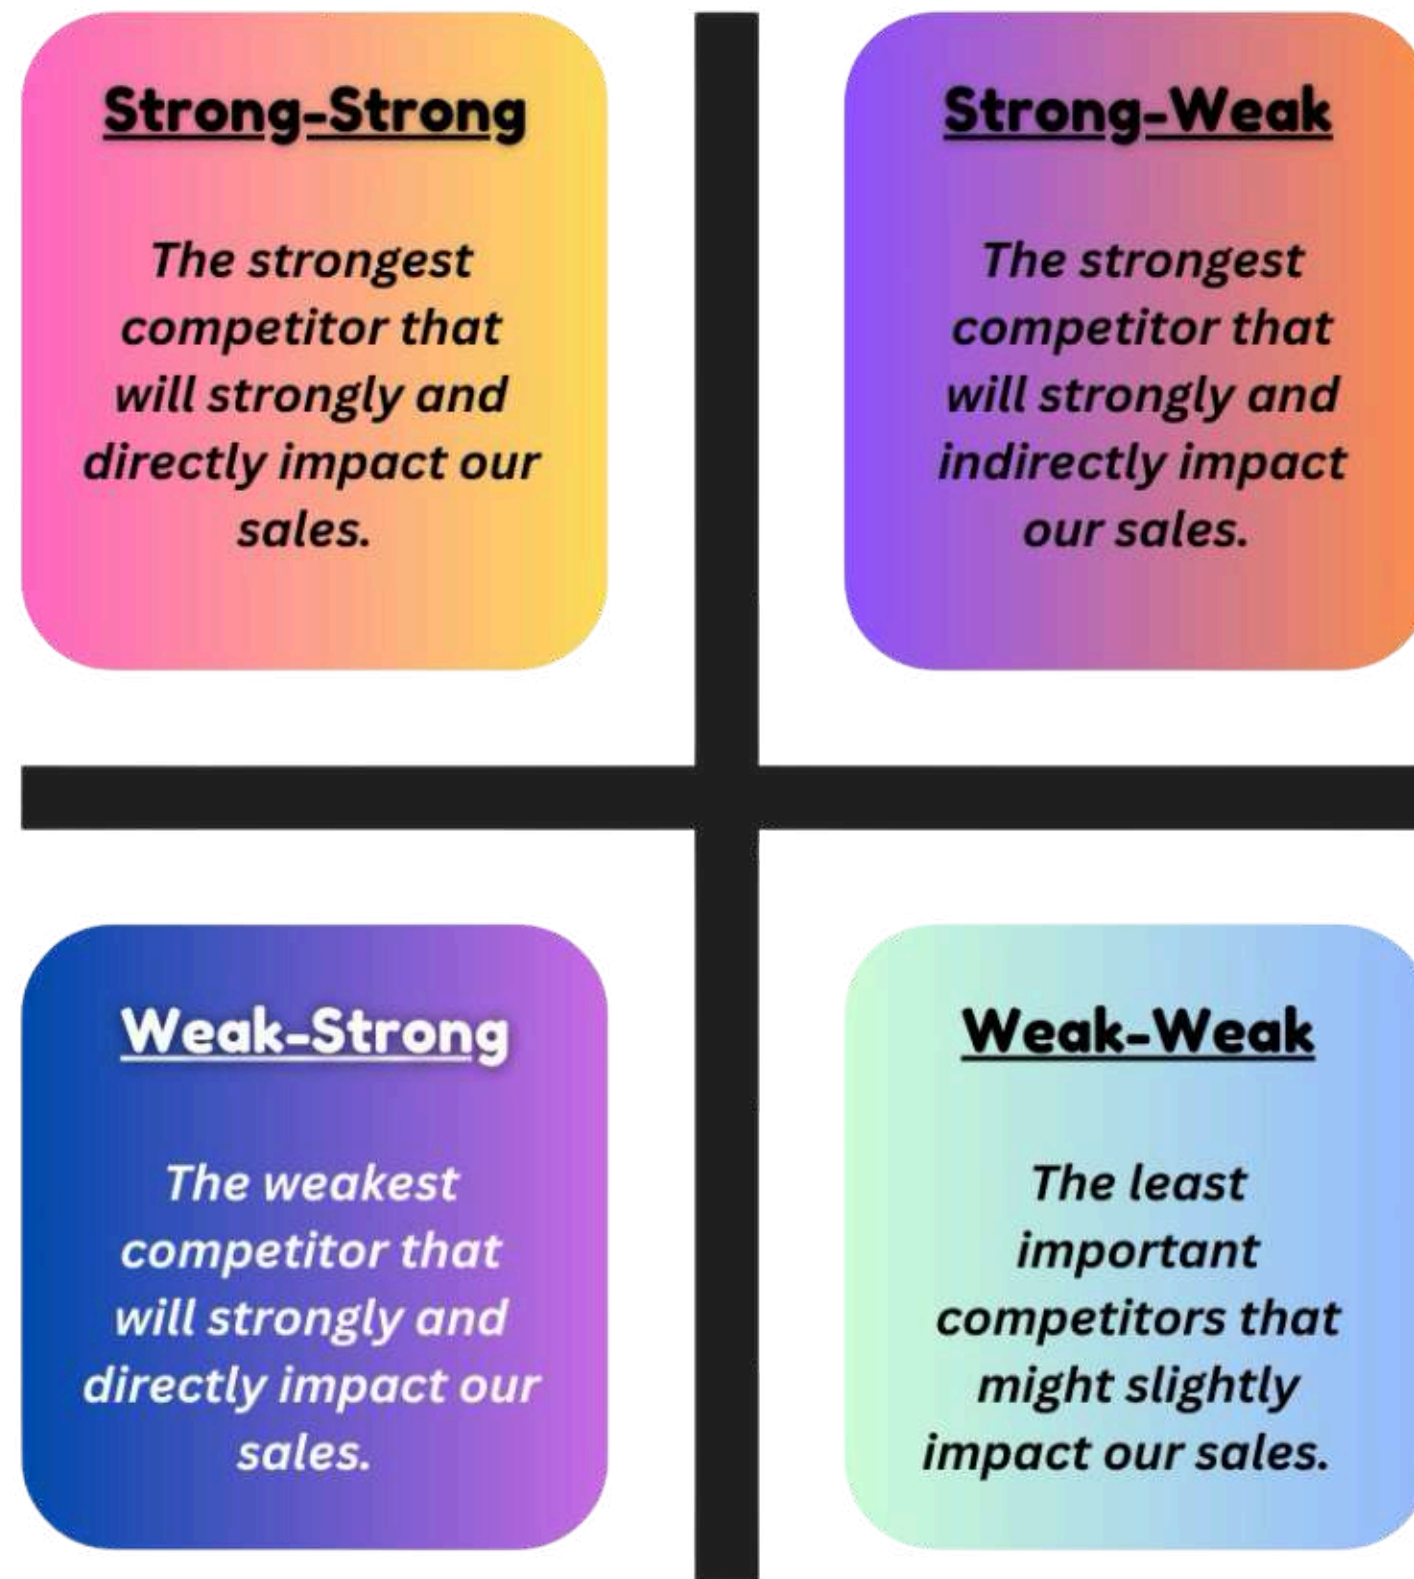 Strong-Strong
The strongest
competitor that
will strongly and
directly impact our
sales.
Strong-Weak
The strongest
competitor that
will strongly and
indirectly impact
our sales.
Weak-Strong
The weakest
competitor that
will strongly and
directly impact our
sales.
Weak-Weak
The least
important
competitors that
might slightly
impact our sales.